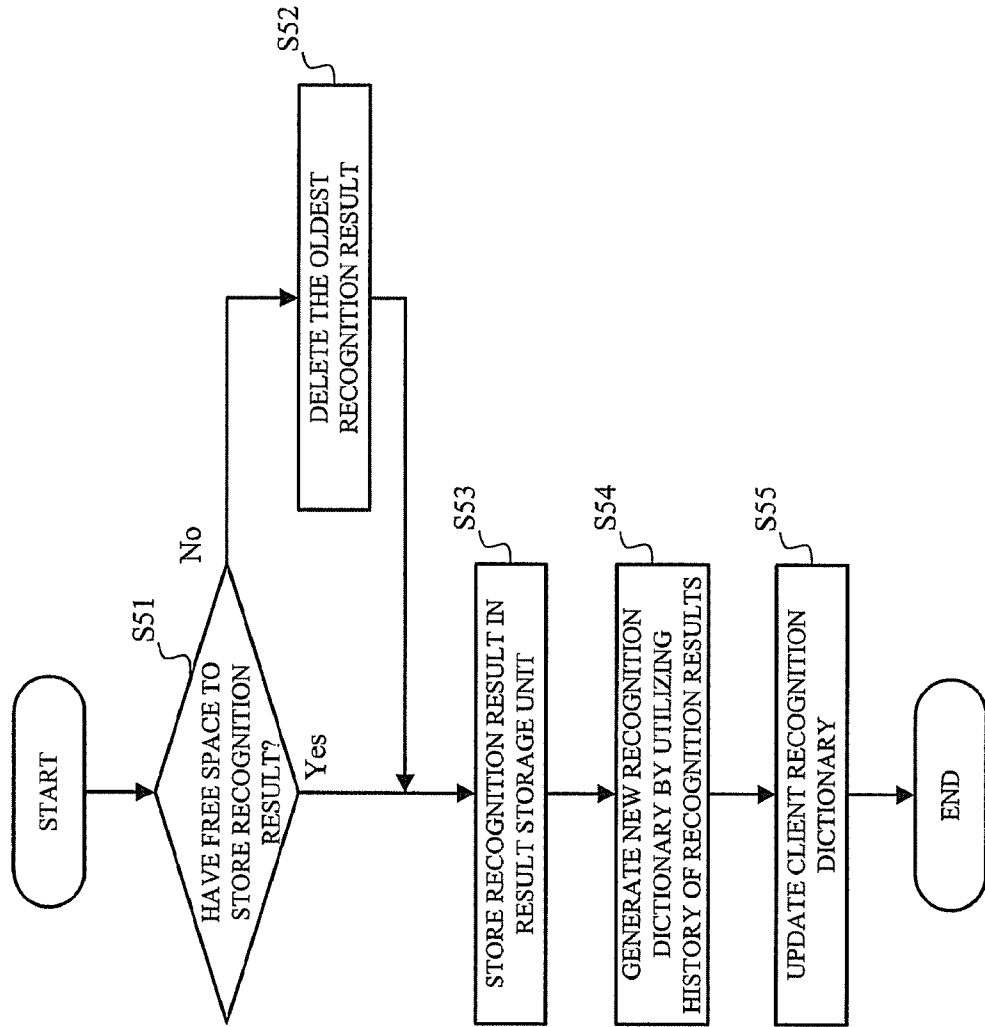 START
S51
HAVE FREE SPACE TO
STORE RECOGNITION
RESULT?
No
Yes
S52
DELETE THE OLDEST
RECOGNITION RESULT
S53
STORE RECOGNITION RESULT IN
RESULT STORAGE UNIT
S54
GENERATE NEW RECOGNITION
DICTIONARY BY UTILIZING
HISTORY OF RECOGNITION RESULTS
S55
UPDATE CLIENT RECOGNITION
DICTIONARY
END